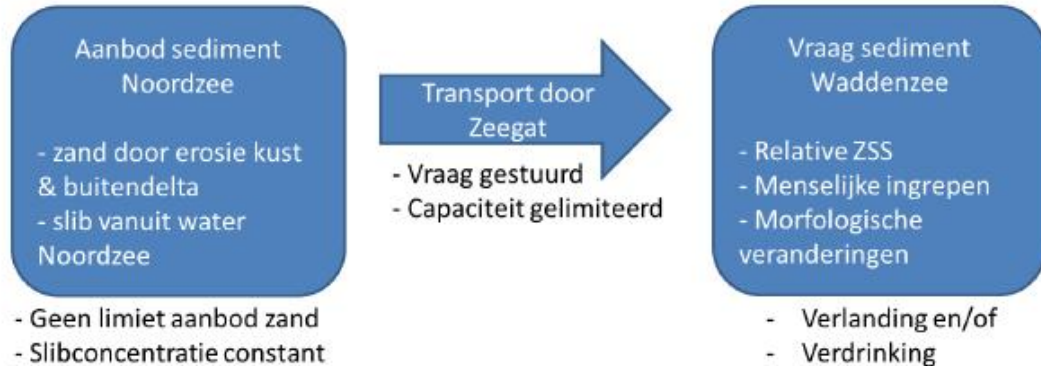 Aanbod sediment
Noordzee
- zand door erosie kust
& buitendelta
- slib vanuit water
Noordzee
- Geen limiet aanbod zand
- Slibconcentratie constant
Transport door
Zeegat
- Vraag gestuurd
- Capaciteit gelimiteerd
Vraag sediment
Waddenzee
- Relative ZSS
- Menselijke ingrepen
- Morfologische
veranderingen
- Verlanding en/of
- Verdrinking